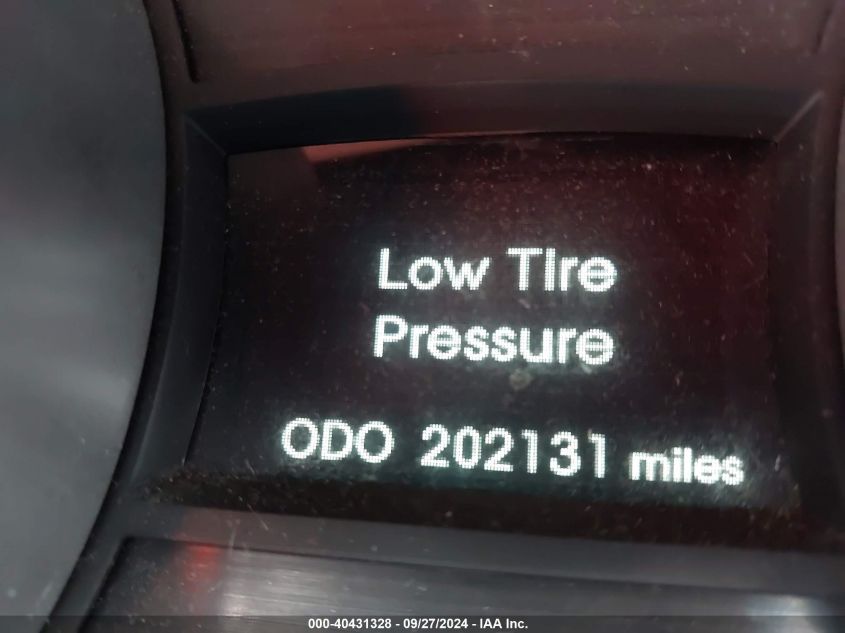 Low Tire
Pressure
ODO 202131 miles
000-40431328 - 09/27/2024 - IAA Inc.